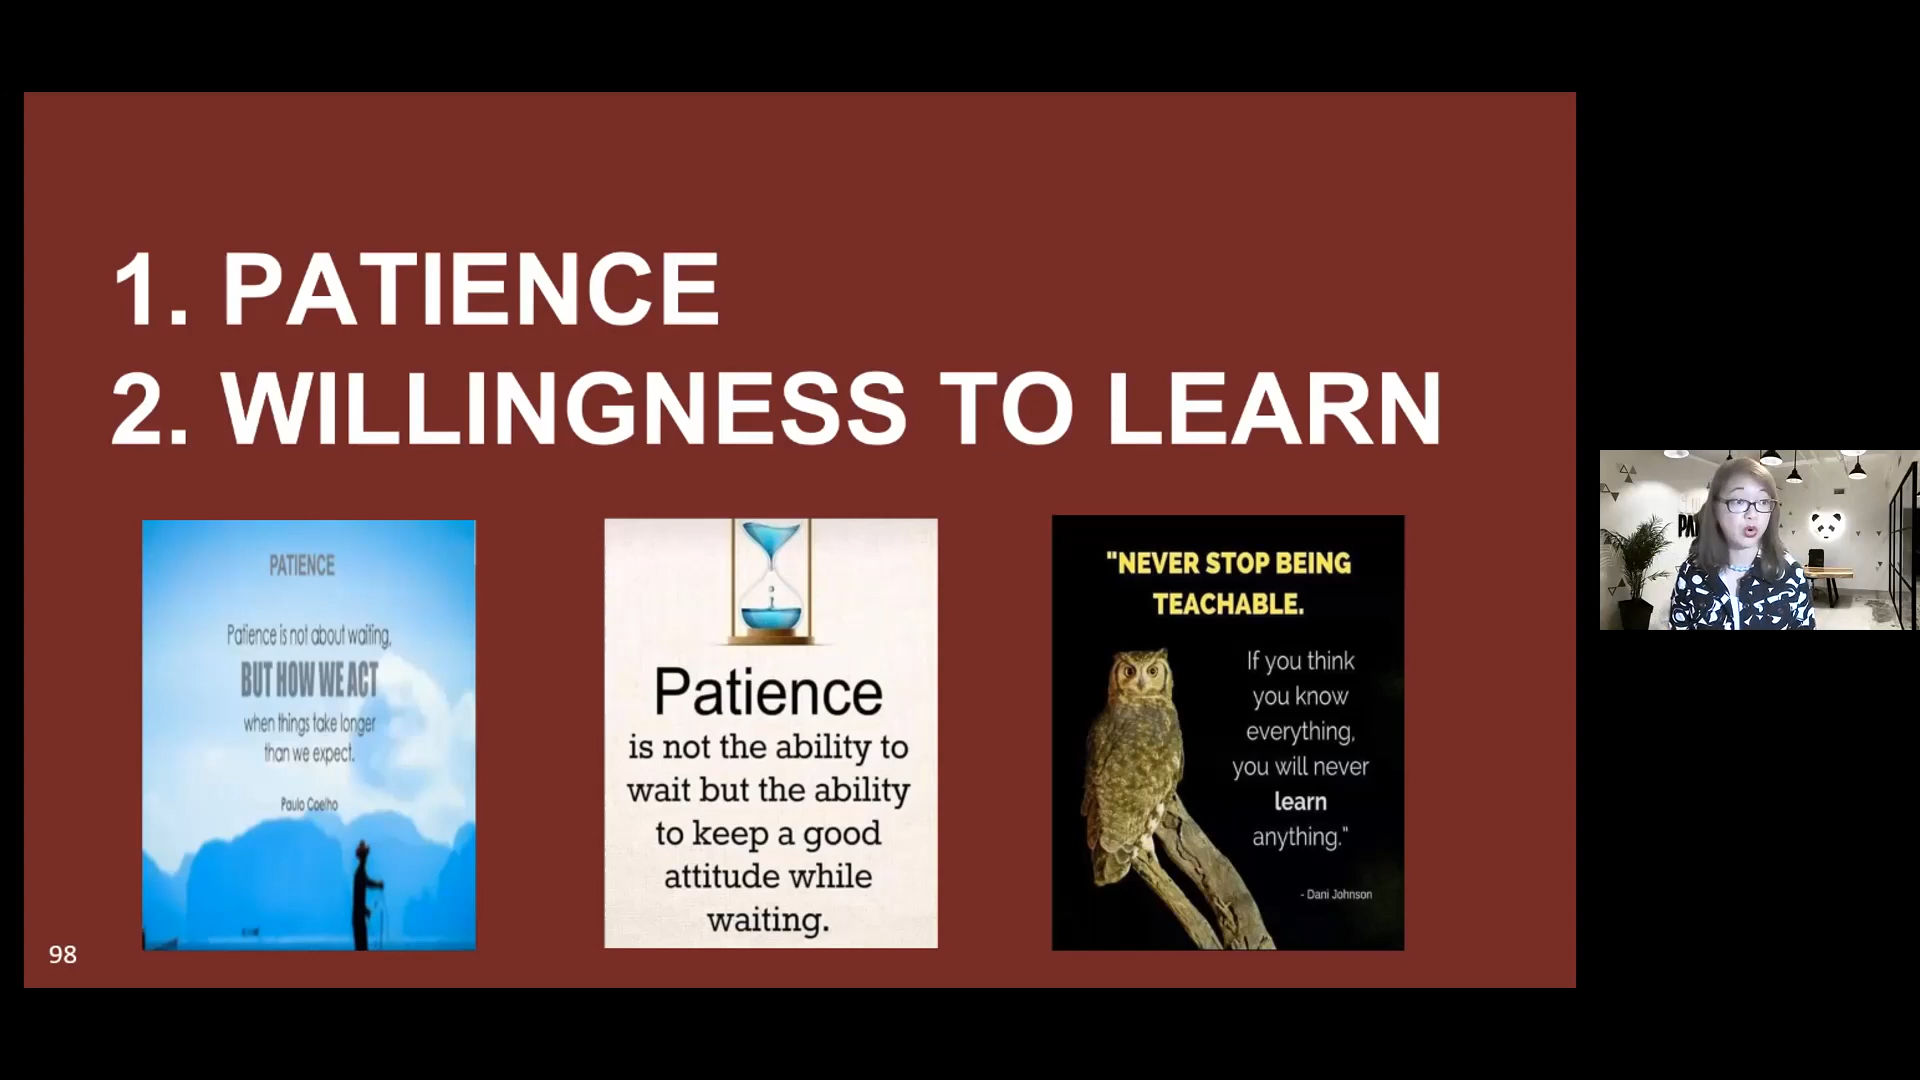 1. PATIENCE
2. WILLINGNESS TO LEARN
PATIENCE
Patience is not about waiting,
BUT HOW WE ACT
when things take longer
than we expect.
Paulo Coelho
Patience
is not the ability to
wait but the ability
to keep a good
attitude while
waiting.
"NEVER STOP BEING
TEACHABLE.
If you think
you know
everything,
you will never
learn
anything."
- Dani Johnson
98